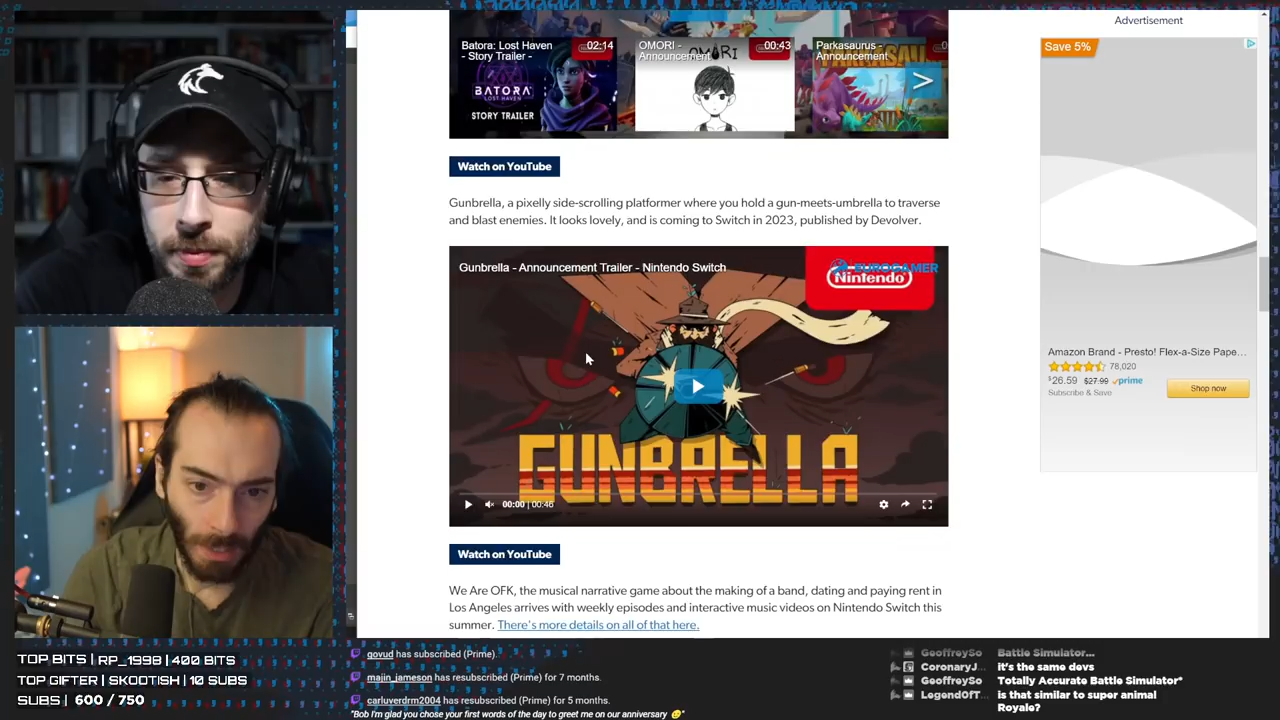 Advertisement
Save 5%
Batora: Lost Haven
- Story Trailer -
02:14
BATORA
LOST HAVEN
STORY TRAILER
OMORI -
Announcement
00:43
OMORI
Parkasaurus -
Announcement
PARKASAU
Watch on YouTube
Gunbrella, a pixelly side-scrolling platformer where you hold a gun-meets-umbrella to traverse
and blast enemies. It looks lovely, and is coming to Switch in 2023, published by Devolver.
Gunbrella - Announcement Trailer - Nintendo Switch
EUROGAMER
Nintendo
GUNBRELLA
00:00 | 00:46
Amazon Brand - Presto! Flex-a-Size Pape...
78,020
$26.59 $27.99 prime
Subscribe & Save
Shop now
Watch on YouTube
We Are OFK, the musical narrative game about the making of a band, dating and paying rent in
Los Angeles arrives with weekly episodes and interactive music videos on Nintendo Switch this
summer. There's more details on all of that here.
TOP BITS | RP_1998 | 400 BITS
TOP GIFTER | SKOOTISH | 10 SUBS
SUBS | 600 / 750
govud has subscribed (Prime).
majin_jameson has resubscribed (Prime) for 7 months.
carluverdrm2004 has resubscribed (Prime) for 5 months.
"Bob I'm glad you chose your first words of the day to greet me on our anniversary 😉"
GeoffreySo Battle Simulator...
CoronaryJ... it's the same devs
GeoffreySo Totally Accurate Battle Simulator*
LegendOfT... is that similar to super animal
Royale?